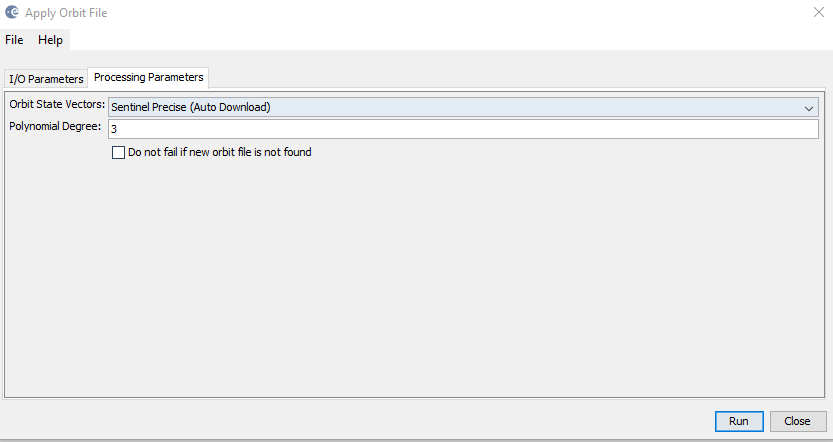 Apply Orbit File
File Help
I/O Parameters Processing Parameters
Orbit State Vectors: Sentinel Precise (Auto Download)
Polynomial Degree: 3
Do not fail if new orbit file is not found
Run Close